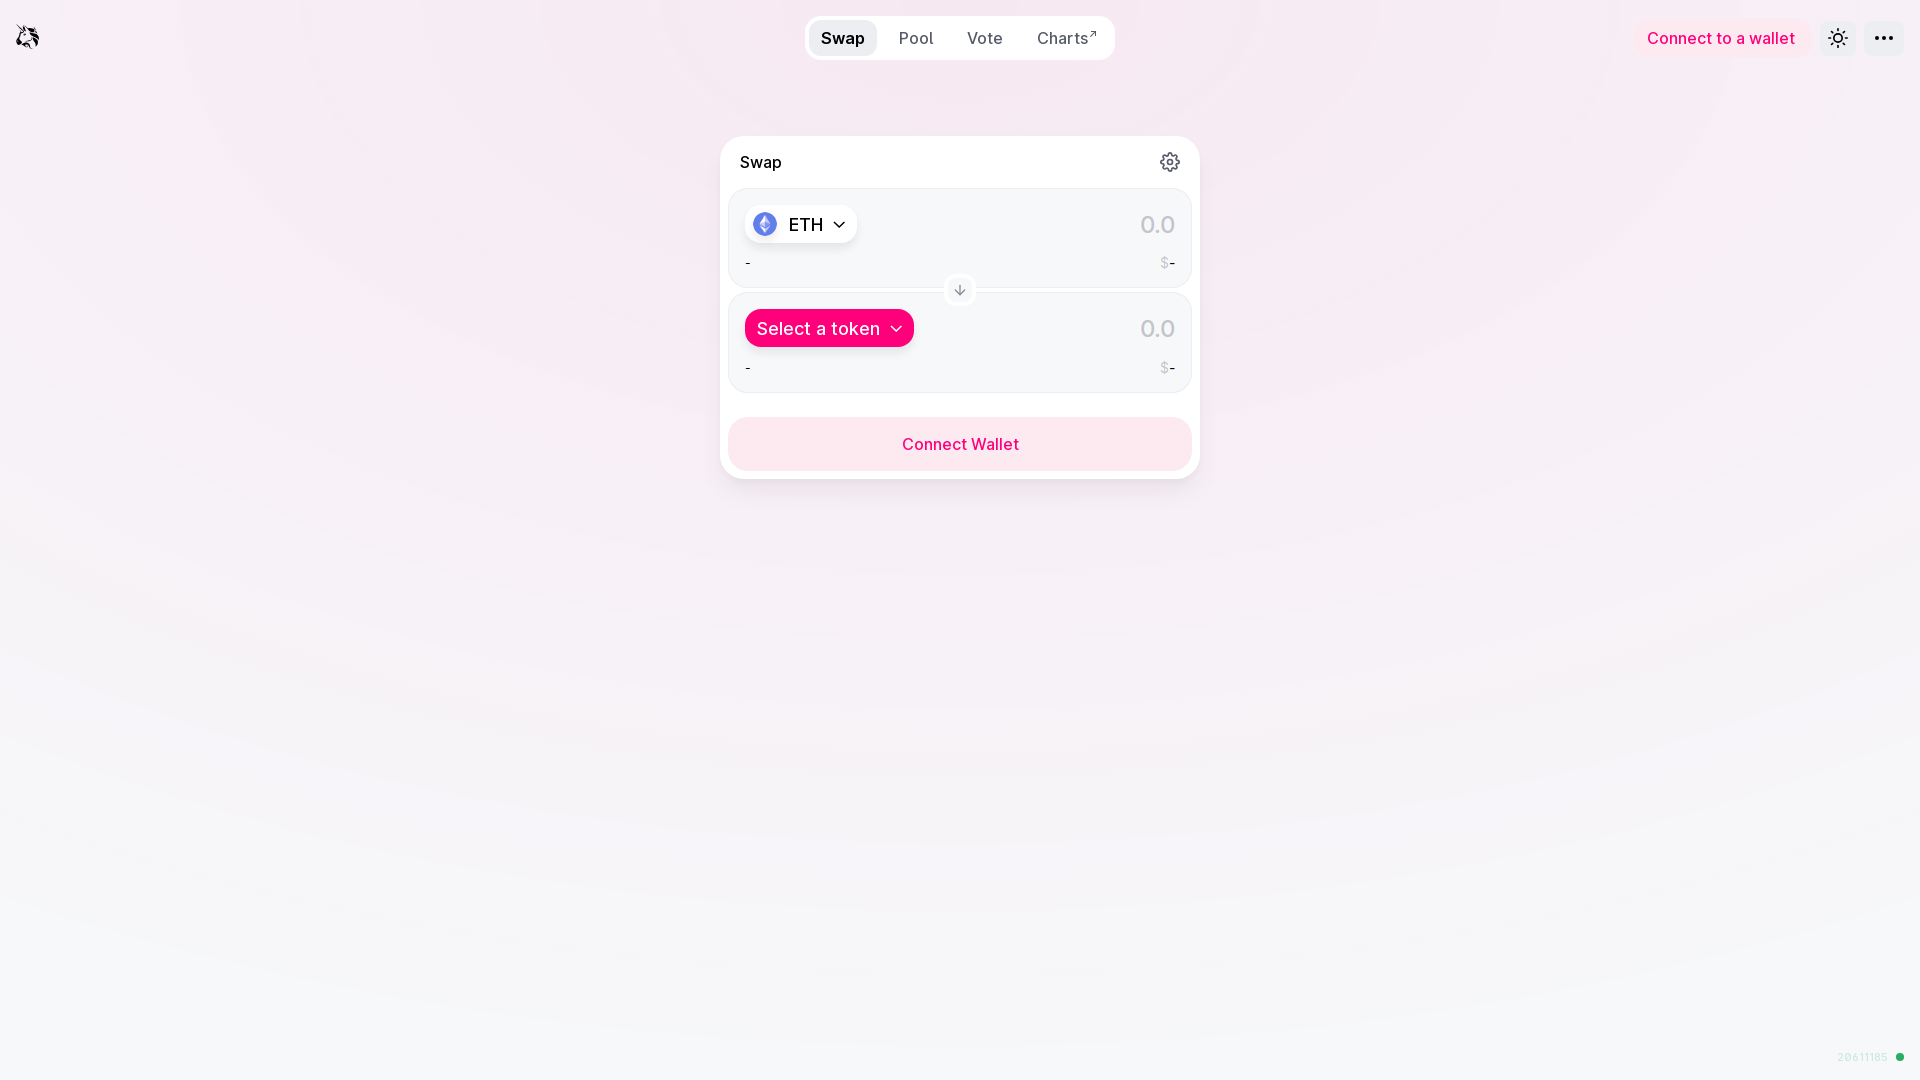 Swap
Pool
Vote
Charts↗
Connect to a wallet
Swap
ETH
0.0
-
$-
Select a token
0.0
-
$-
Connect Wallet
20611185